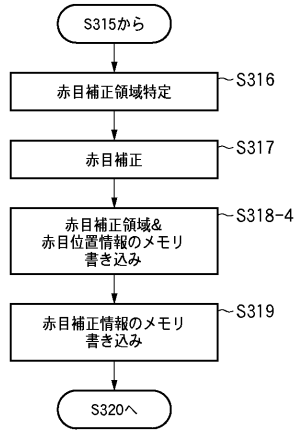 S315から
赤目補正領域特定
S316
赤目補正
S317
赤目補正領域&
赤目位置情報のメモリ
書き込み
S318-4
赤目補正情報のメモリ
書き込み
S319
S320へ